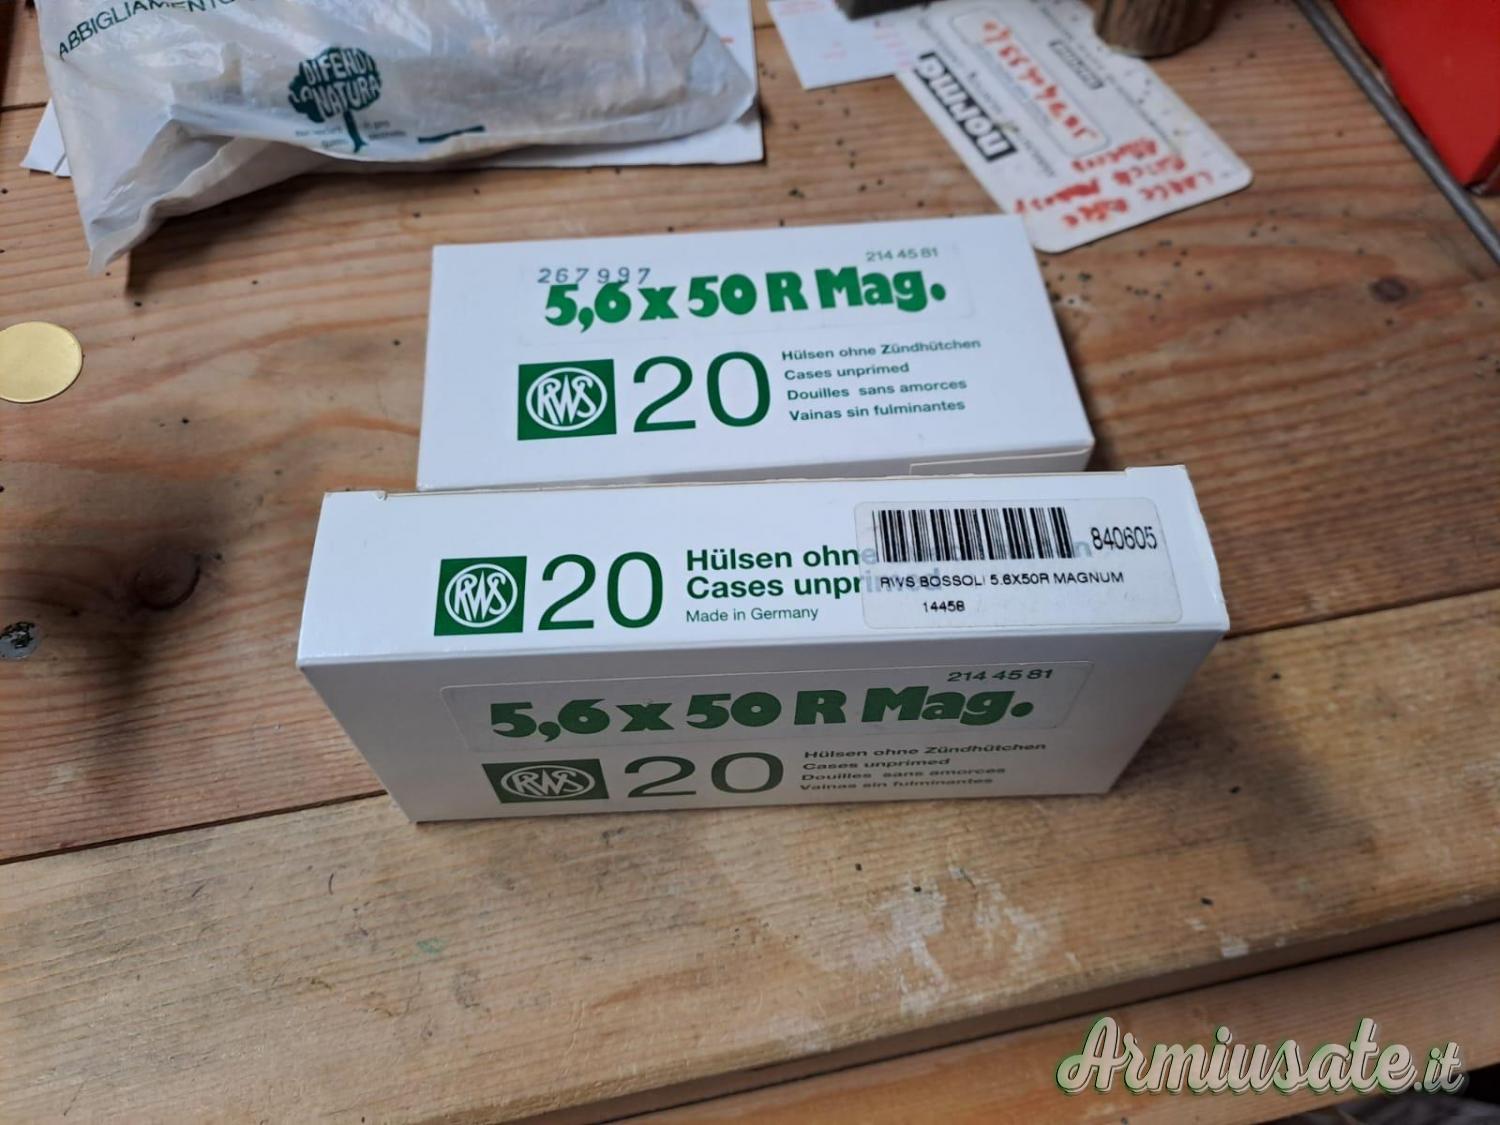 ABBIGLIAMENTO
DIFENDI
LA NATURA
norma
267997
214 45 81
5,6 x 50 R Mag.
RWS
20
Hülsen ohne Zündhütchen
Cases unprimed
Douilles sans amorces
Vainas sin fulminantes
RWS
20
Hülsen ohne
Cases unprimed
Made in Germany
840605
RWS BOSSOLI 5.6X50R MAGNUM
14458
214 45 81
5,6 x 50 R Mag.
RWS
20
Hülsen ohne Zündhütchen
Cases unprimed
Douilles sans amorces
Vainas sin fulminantes
Armiusate.it